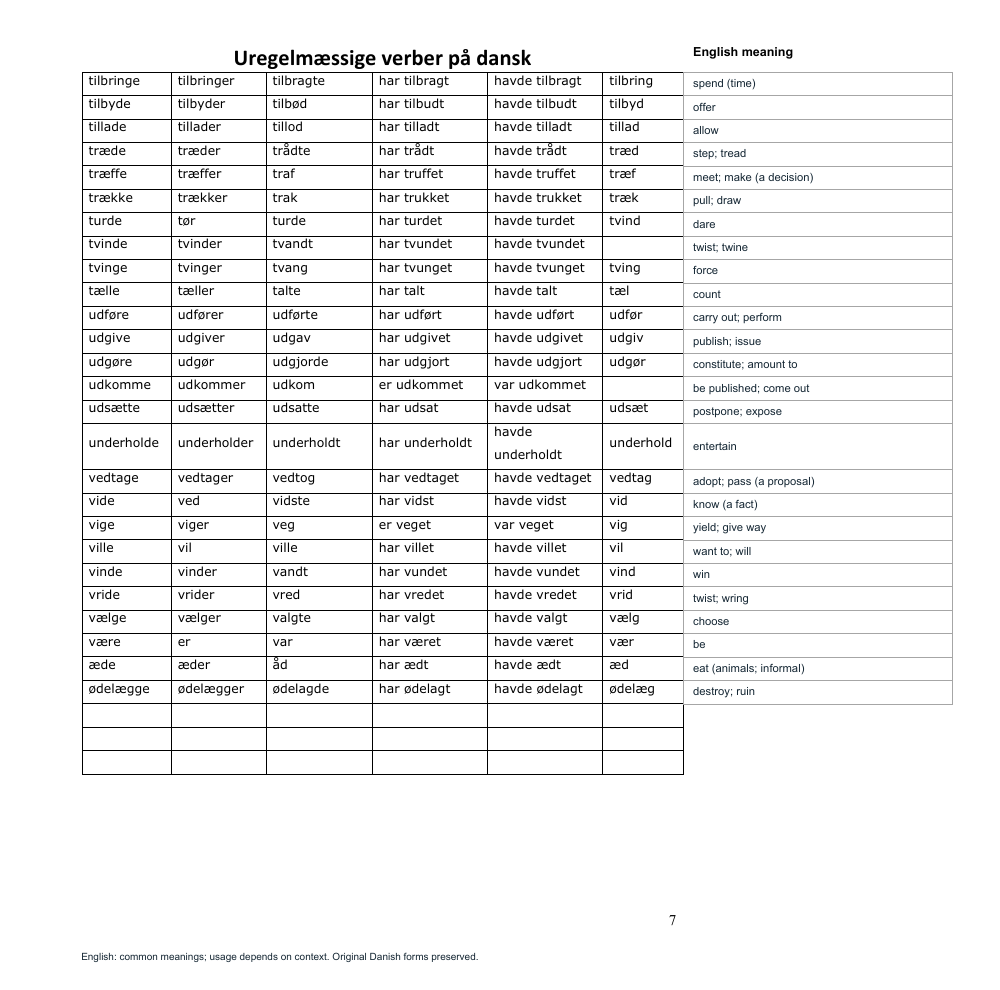 Uregelmæssige verber på dansk English meaning
tilbringe tilbringer tilbragte har tilbragt havde tilbragt tilbring spend (time)
tilbyde tilbyder tilbød har tilbudt havde tilbudt tilbyd offer
tillade tillader tillod har tilladt havde tilladt tillad allow
træde træder trådte har trådt havde trådt træd step; tread
træffe træffer traf har truffet havde truffet træf meet; make (a decision)
trække trækker trak har trukket havde trukket træk pull; draw
turde tør turde har turdet havde turdet tvind dare
tvinde tvinder tvandt har tvundet havde tvundet twist; twine
tvinge tvinger tvang har tvunget havde tvunget tving force
tælle tæller talte har talt havde talt tæl count
udføre udfører udførte har udført havde udført udfør carry out; perform
udgive udgiver udgav har udgivet havde udgivet udgiv publish; issue
udgøre udgør udgjorde har udgjort havde udgjort udgør constitute; amount to
udkomme udkommer udkom er udkommet var udkommet be published; come out
udsætte udsætter udsatte har udsat havde udsat udsæt postpone; expose
underholde underholder underholdt har underholdt havde underholdt underhold entertain
vedtage vedtager vedtog har vedtaget havde vedtaget vedtag adopt; pass (a proposal)
vide ved vidste har vidst havde vidst vid know (a fact)
vige viger veg er veget var veget vig yield; give way
ville vil ville har villet havde villet vil want to; will
vinde vinder vandt har vundet havde vundet vind win
vride vrider vred har vredet havde vredet vrid twist; wring
vælge vælger valgte har valgt havde valgt vælg choose
være er var har været havde været vær be
æde æder åd har ædt havde ædt æd eat (animals; informal)
ødelægge ødelægger ødelagde har ødelagt havde ødelagt ødelæg destroy; ruin
7
English: common meanings; usage depends on context. Original Danish forms preserved.